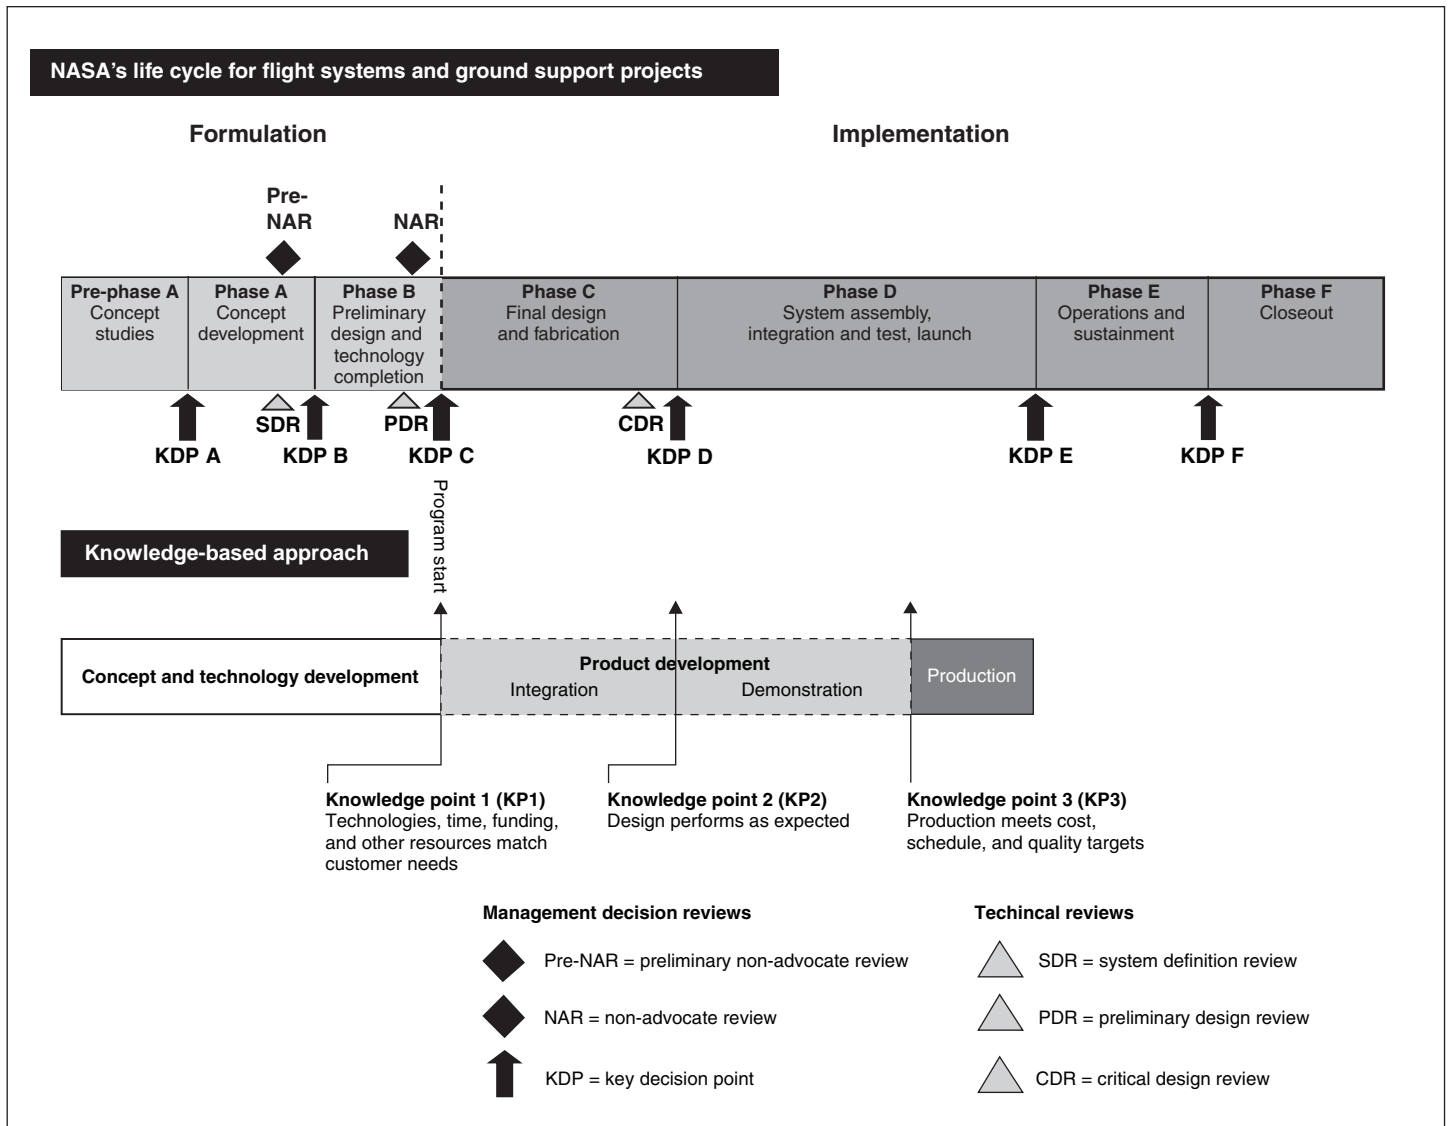 NASA's life cycle for flight systems and ground support projects
Formulation
Implementation
Pre-
NAR
NAR
Pre-phase A
Concept
studies
Phase A
Concept
development
Phase B
Preliminary
design and
technology
completion
Phase C
Final design
and fabrication
Phase D
System assembly,
integration and test, launch
Phase E
Operations and
sustainment
Phase F
Closeout
SDR
PDR
CDR
KDP A
KDP B
KDP C
KDP D
KDP E
KDP F
Program start
Knowledge-based approach
Concept and technology development
Product development
Integration
Demonstration
Production
Knowledge point 1 (KP1)
Technologies, time, funding,
and other resources match
customer needs
Knowledge point 2 (KP2)
Design performs as expected
Knowledge point 3 (KP3)
Production meets cost,
schedule, and quality targets
Management decision reviews
Pre-NAR = preliminary non-advocate review
NAR = non-advocate review
KDP = key decision point
Techincal reviews
SDR = system definition review
PDR = preliminary design review
CDR = critical design review